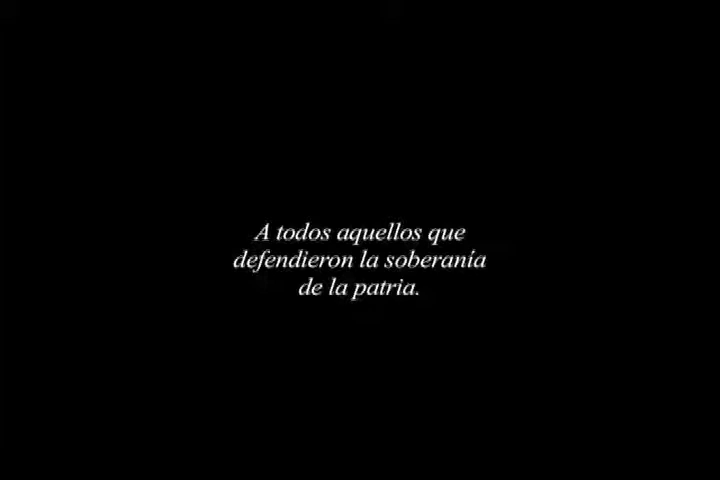 A todos aquellos que
defendieron la soberanía
de la patria.